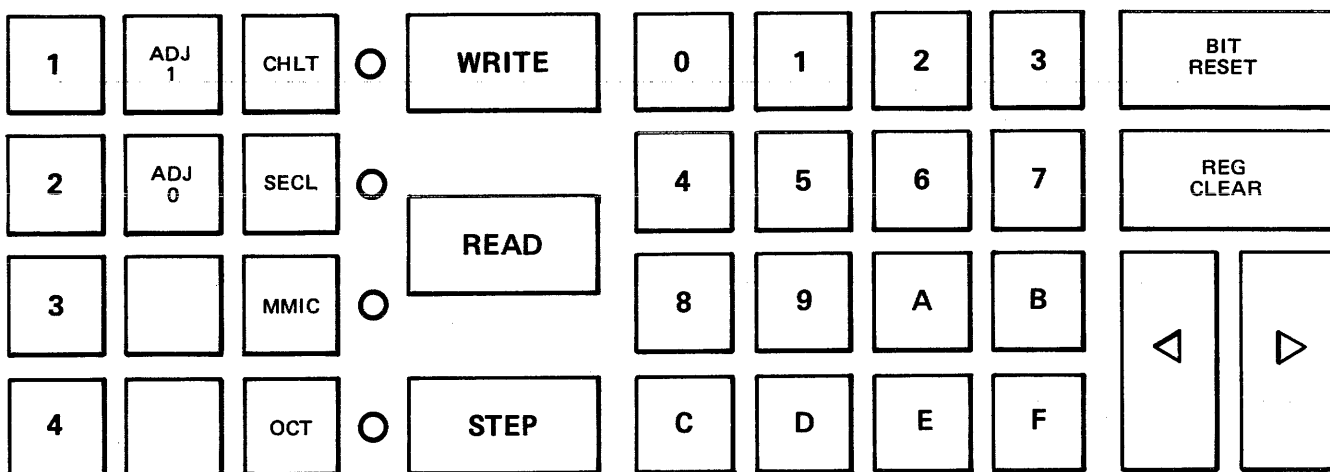 1 ADJ CHLT WRITE 0 1 2 3 BIT
1 RESET
2 ADJ SECL 4 5 6 7 REG
0 CLEAR
READ
3 MMIC 8 9 A B
4 OCT STEP C D E F